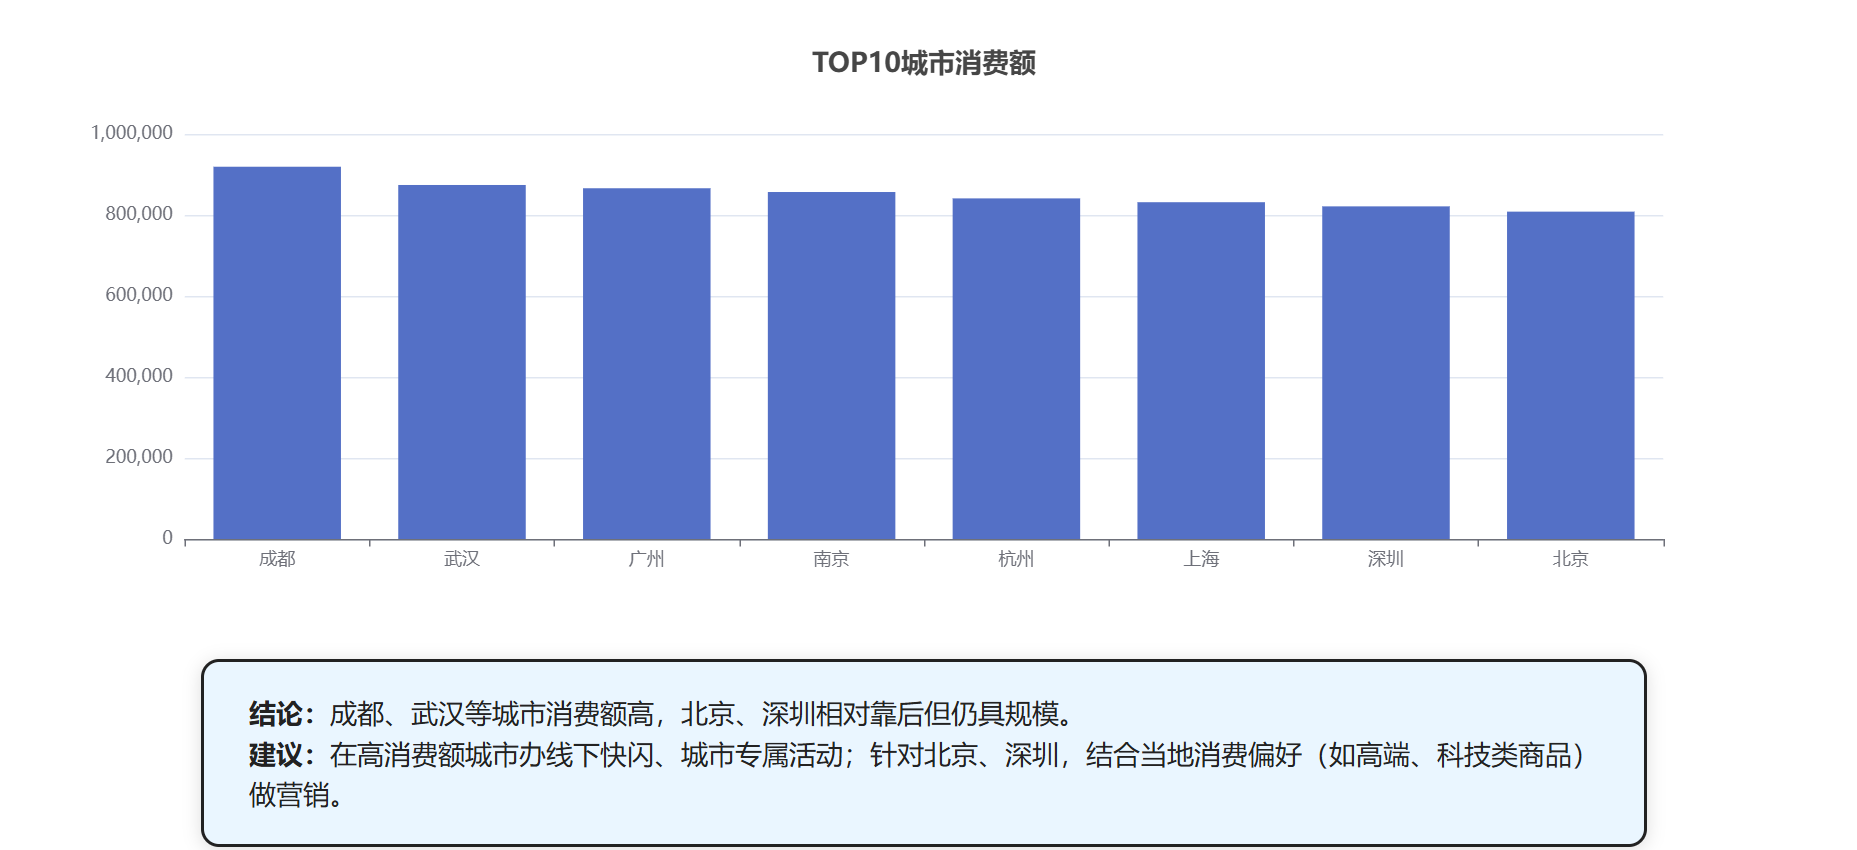 TOP10城市消费额
1,000,000
800,000
600,000
400,000
200,000
0
成都 武汉 广州 南京 杭州 上海 深圳 北京
结论：成都、武汉等城市消费额高，北京、深圳相对靠后但仍具规模。
建议：在高消费额城市办线下快闪、城市专属活动；针对北京、深圳，结合当地消费偏好（如高端、科技类商品）
做营销。